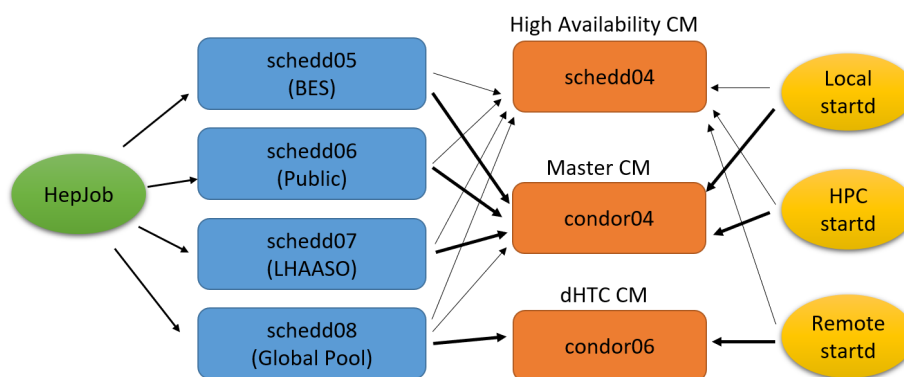 High Availability CM
schedd05
(BES)
schedd04
Local
startd
schedd06
(Public)
HepJob
Master CM
condor04
HPC
startd
schedd07
(LHAASO)
dHTC CM
schedd08
(Global Pool)
condor06
Remote
startd